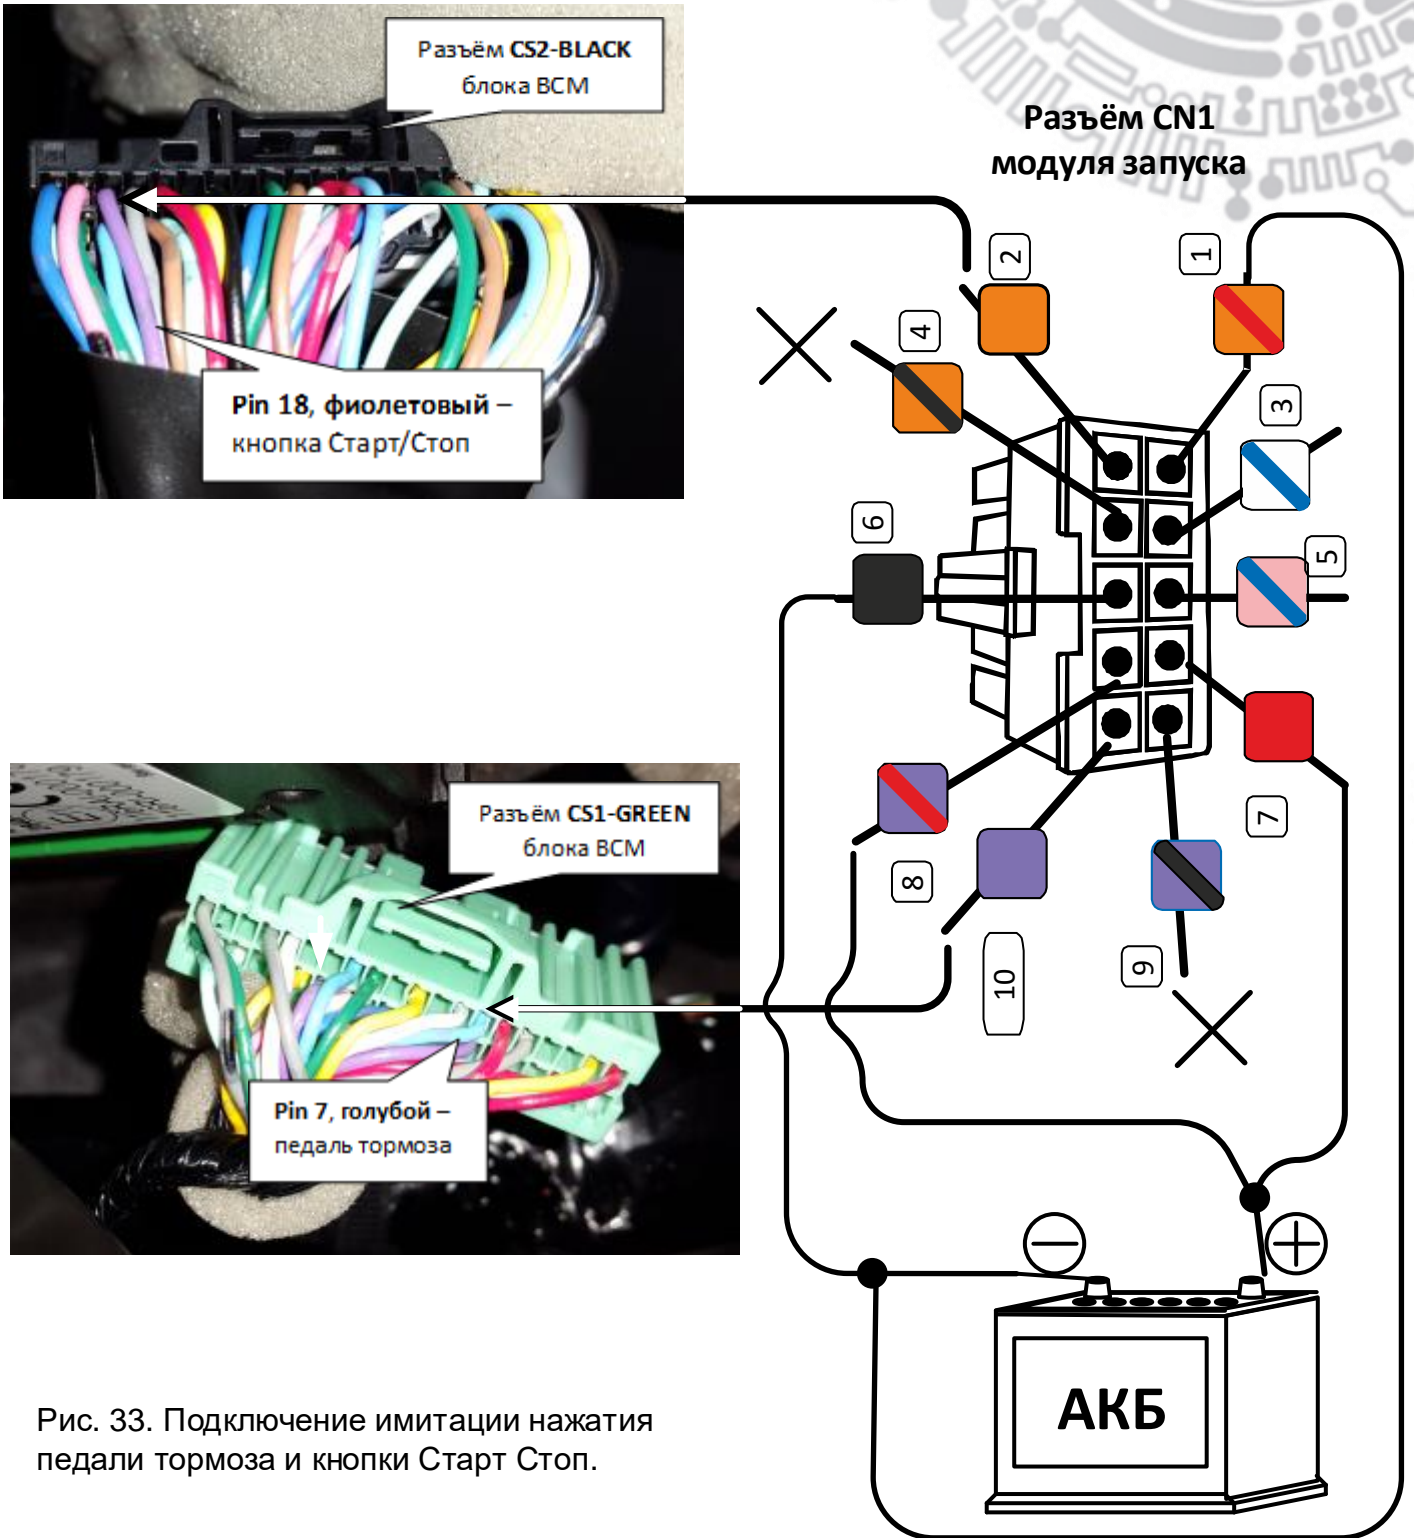 Разъём CS2-BLACK
блока BCM
Разъём CN1
модуля запуска
Pin 18, фиолетовый –
кнопка Старт/Стоп
2
1
4
3
6
5
8
7
10
9
Разъём CS1-GREEN
блока BCM
Pin 7, голубой –
педаль тормоза
АКБ
Рис. 33. Подключение имитации нажатия
педали тормоза и кнопки Старт Стоп.